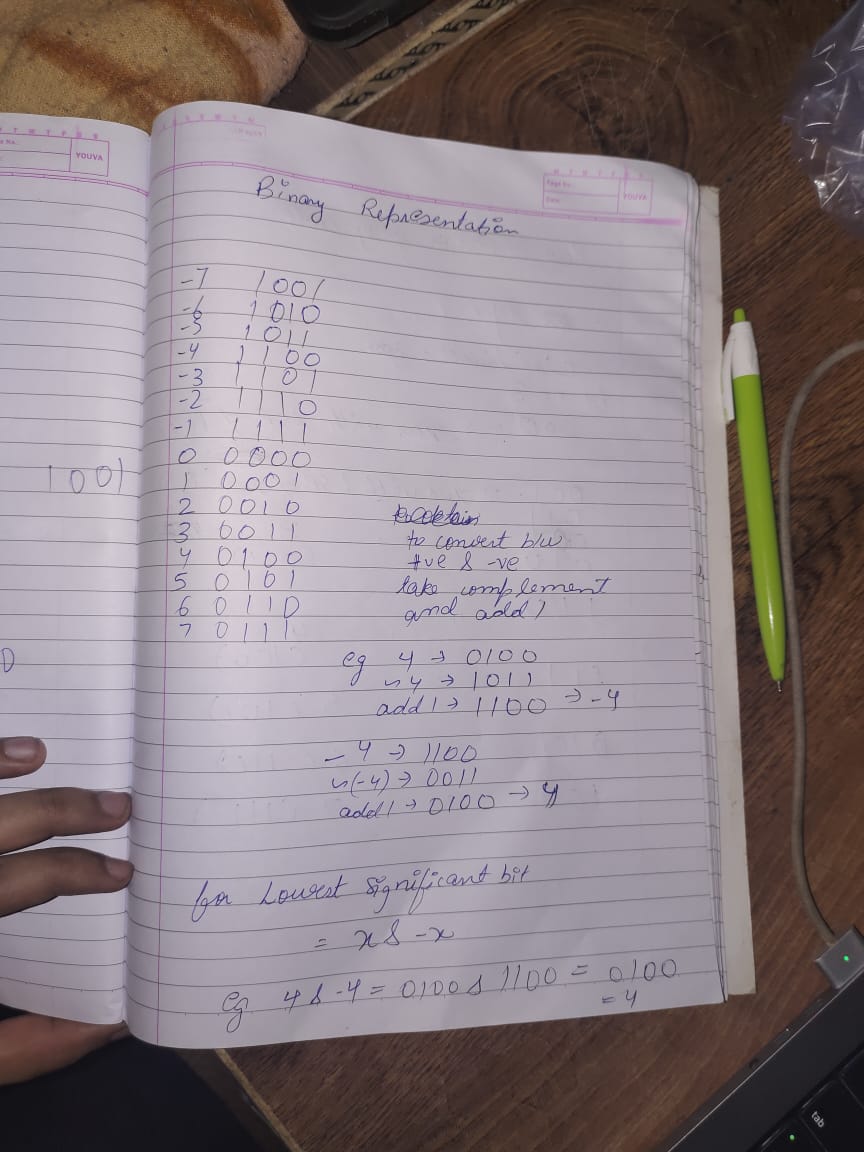 YOUVA
1001
YOUVA
Binary Representation
-7 1001
-6 1010
-5 1011
-4 1100
-3 1101
-2 1110
-1 1111
0 0000
1 0001
2 0010
3 0011
4 0100
5 0101
6 0110
7 0111
to convert b/w
+ve & -ve
take complement
and add 1
eg 4 → 0100
~4 → 1011
add 1 → 1100 → -4
-4 → 1100
~(-4) → 0011
add 1 → 0100 → 4
for Lowest significant bit
= x & -x
eg 4 & -4 = 0100 & 1100 = 0100
= 4
tab